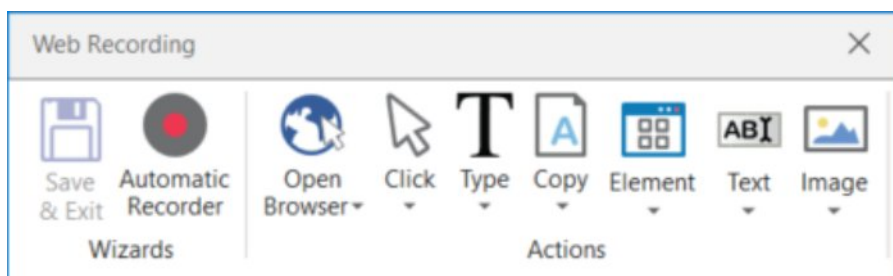 Web Recording
ABI
Save Automatic Open Click Type Copy Element Text Image
& Exit Recorder Browser
Wizards Actions